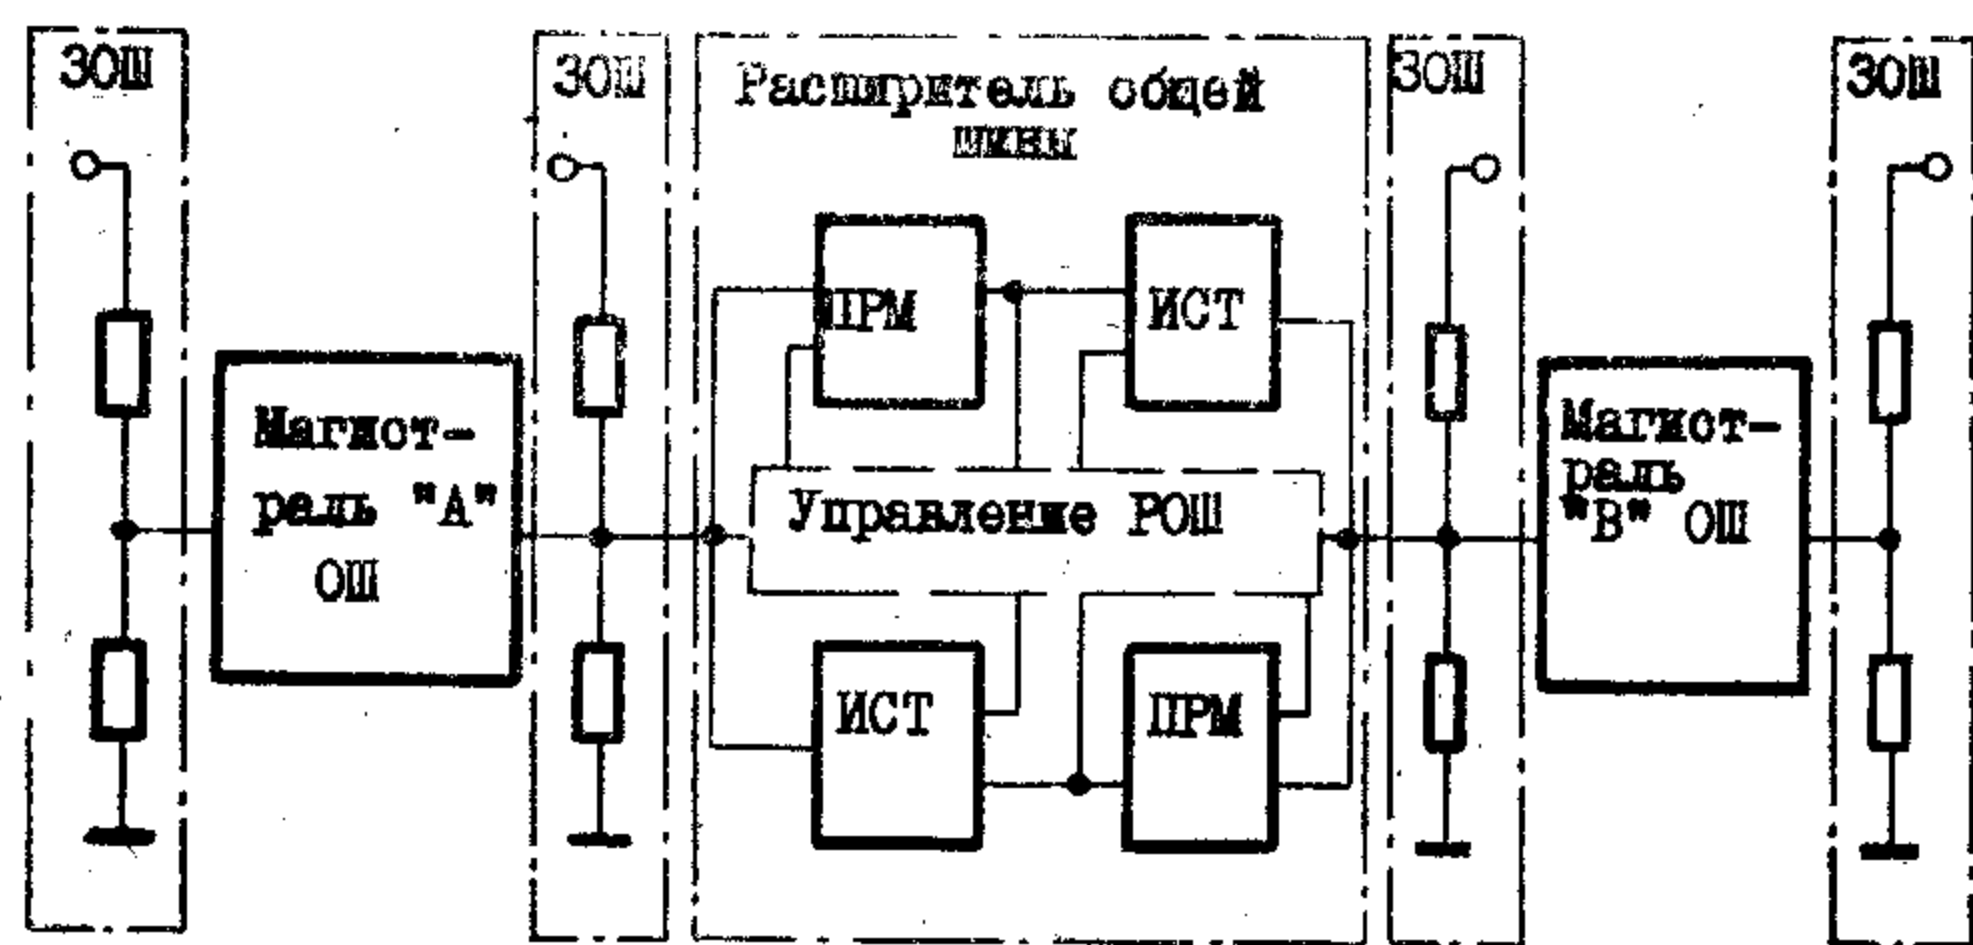 ЗОШ
ЗОШ
Расширитель общей
шины
ЗОШ
ЗОШ
ПРМ
ИСТ
Магист-
раль "А"
ОШ
Управление РОШ
Магист-
раль
"В" ОШ
ИСТ
ПРМ